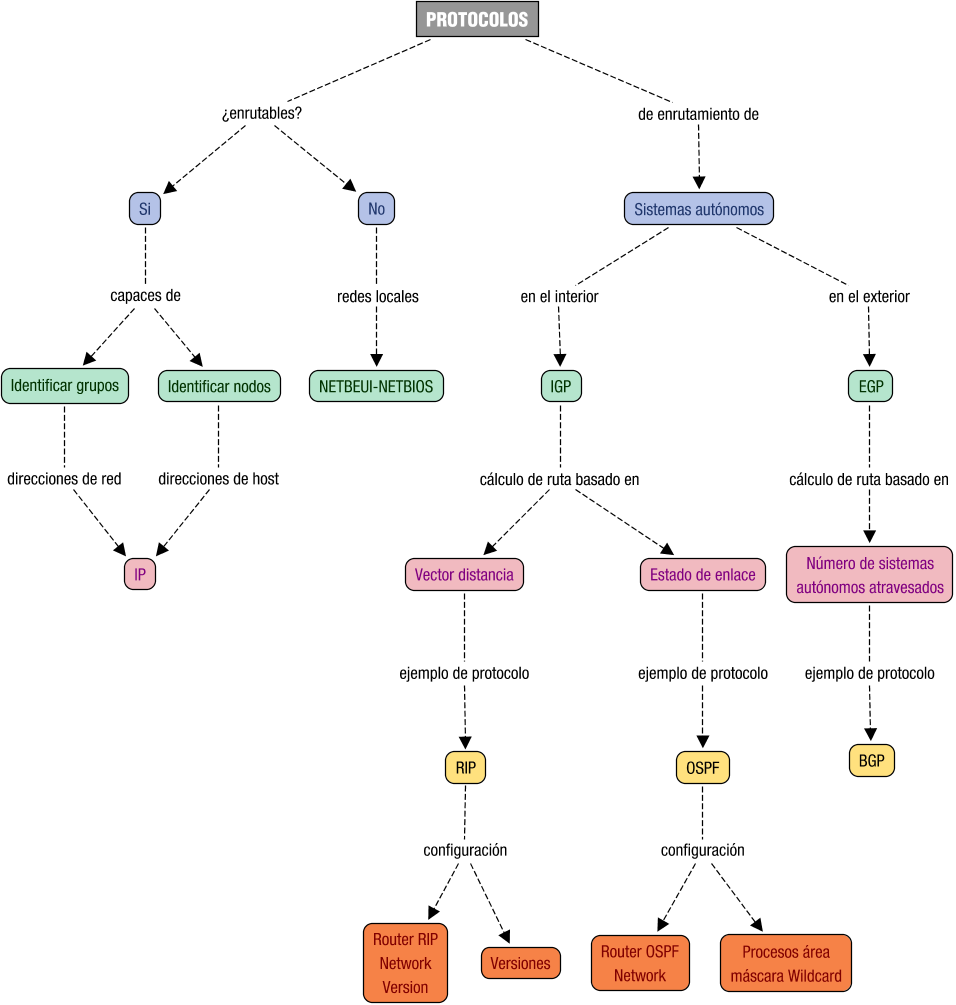 PROTOCOLOS
¿enrutables?
de enrutamiento de
Si
No
Sistemas autónomos
capaces de
redes locales
en el interior
en el exterior
Identificar grupos
Identificar nodos
NETBEUI-NETBIOS
IGP
EGP
direcciones de red
direcciones de host
cálculo de ruta basado en
cálculo de ruta basado en
IP
Vector distancia
Estado de enlace
Número de sistemas
autónomos atravesados
ejemplo de protocolo
ejemplo de protocolo
ejemplo de protocolo
RIP
OSPF
BGP
configuración
configuración
Router RIP
Network
Version
Versiones
Router OSPF
Network
Procesos área
máscara Wildcard